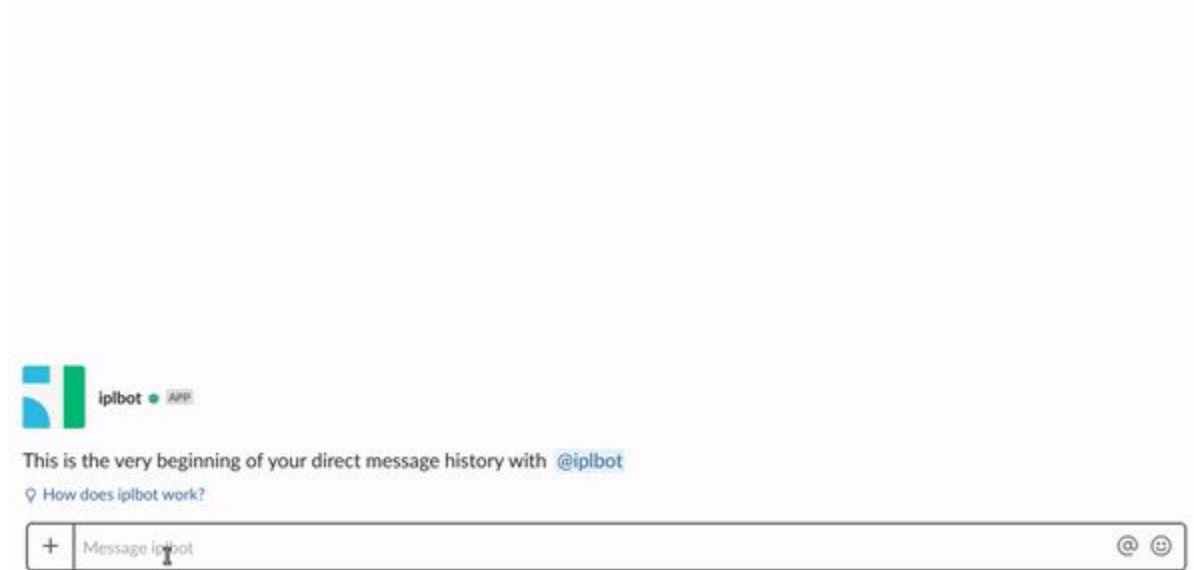 iplbot APP
This is the very beginning of your direct message history with @iplbot
How does iplbot work?
+ Message iplbot @